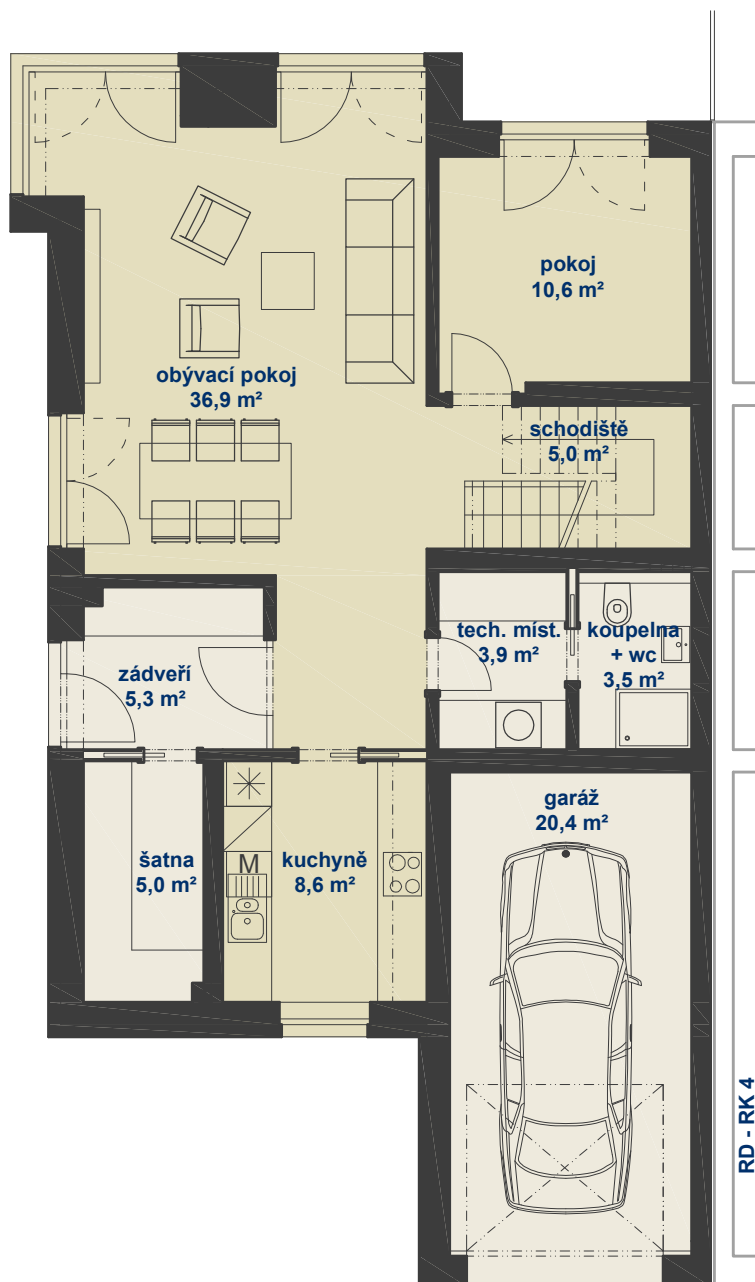 pokoj
10,6 m²
obývací pokoj
36,9 m²
schodiště
5,0 m²
tech. míst.
3,9 m²
koupelna
+ wc
3,5 m²
zádveří
5,3 m²
garáž
20,4 m²
šatna
5,0 m²
M
kuchyně
8,6 m²
RD - RK 4